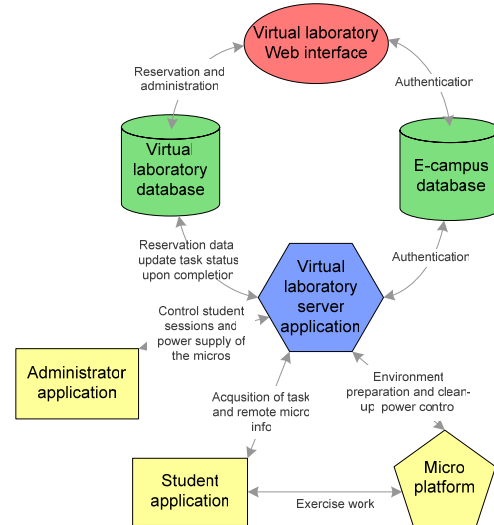 Virtual laboratory
Web interface
Reservation and
administration
Authentication
Virtual
laboratory
database
E-campus
database
Reservation data
update task status
upon completion
Authentication
Virtual
laboratory
server
application
Control student
sessions and
power supply of
the micros
Administrator
application
Environment
preparation and clean-
up power contro
Acqusition of task
and remote micro
info
Student
application
Micro
platform
Exercise work